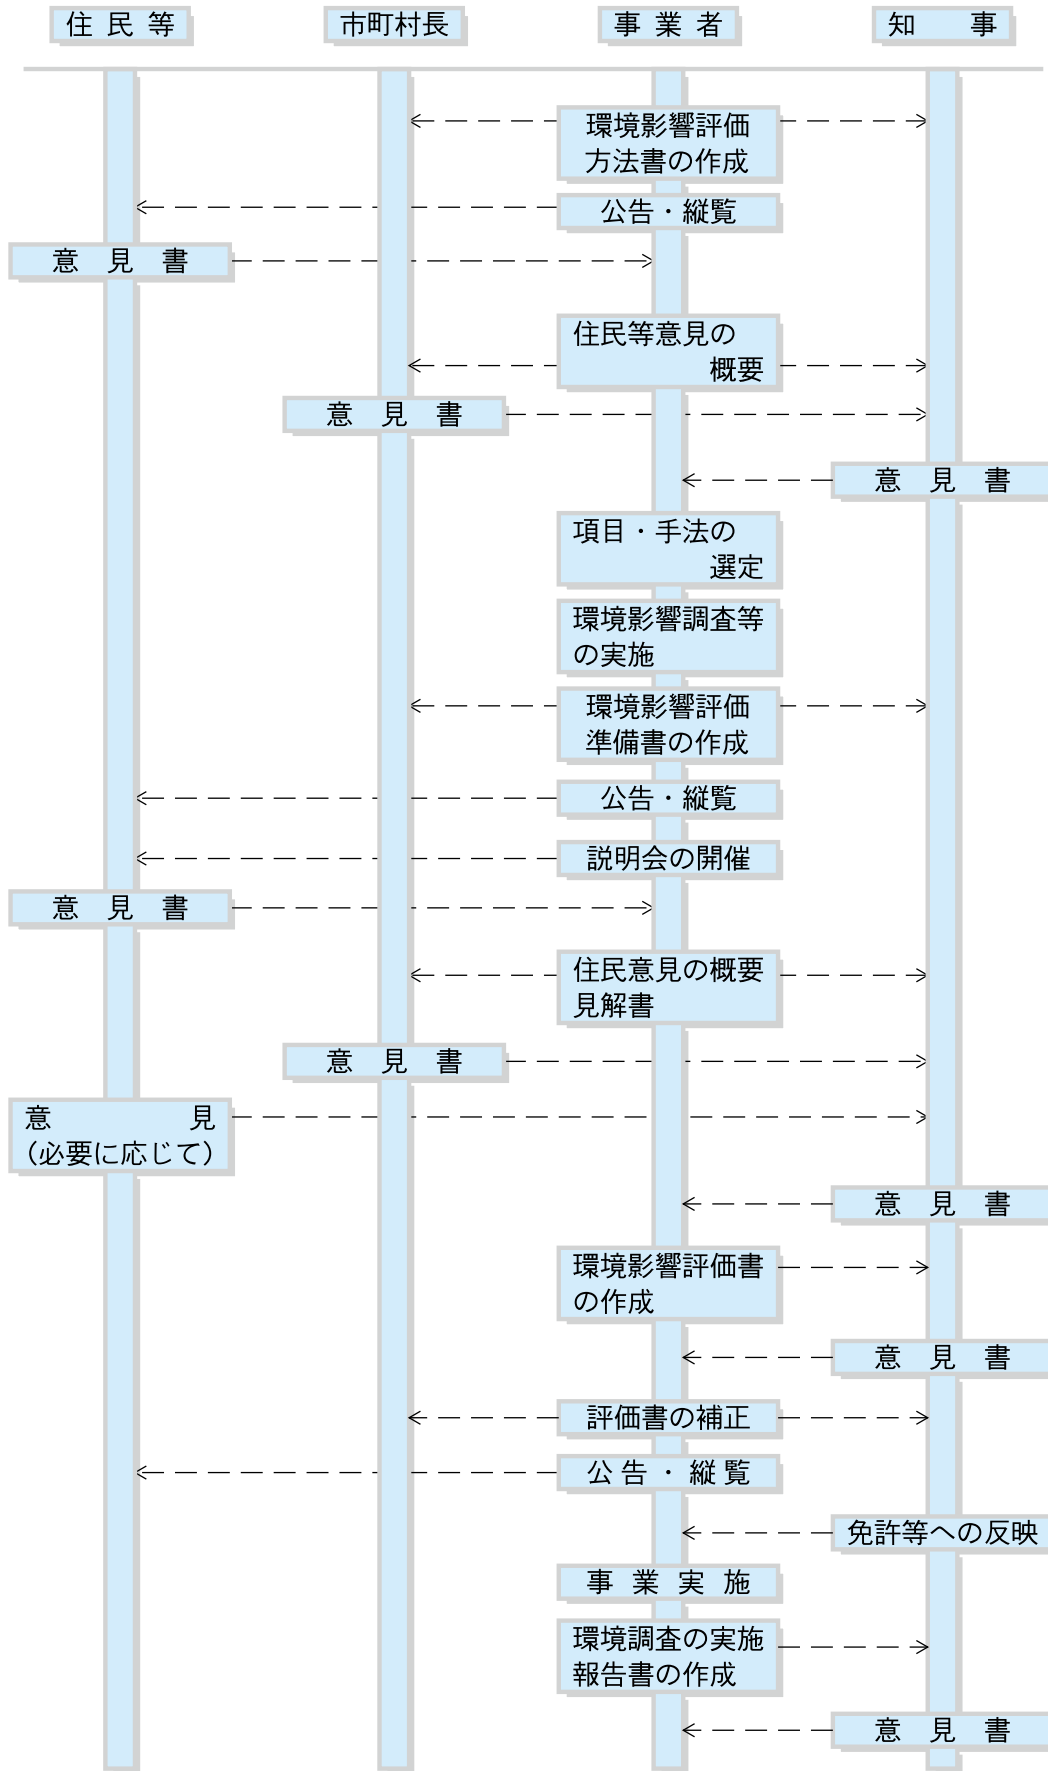 住民等
市町村長
事業者
知　事
環境影響評価
方法書の作成
公告・縦覧
意見書
住民等意見の
概要
意見書
意見書
項目・手法の
選定
環境影響調査等
の実施
環境影響評価
準備書の作成
公告・縦覧
説明会の開催
意見書
住民意見の概要
見解書
意見書
意　見
（必要に応じて）
意見書
環境影響評価書
の作成
意見書
評価書の補正
公告・縦覧
免許等への反映
事業実施
環境調査の実施
報告書の作成
意見書